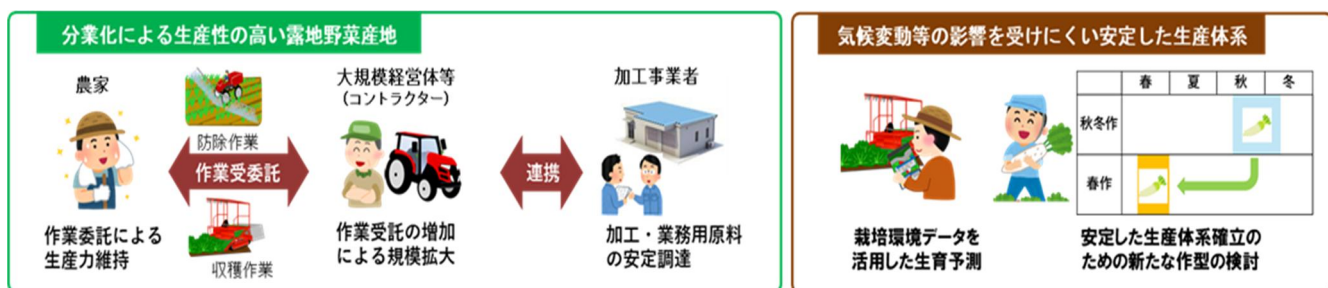 分業化による生産性の高い露地野菜産地
農家
防除作業
作業受委託
収穫作業
作業委託による
生産力維持
大規模経営体等
（コントラクター）
作業受託の増加
による規模拡大
連携
加工事業者
加工・業務用原料
の安定調達
気候変動等の影響を受けにくい安定した生産体系
栽培環境データを
活用した生育予測
春 夏 秋 冬
秋冬作
春作
安定した生産体系確立の
ための新たな作型の検討